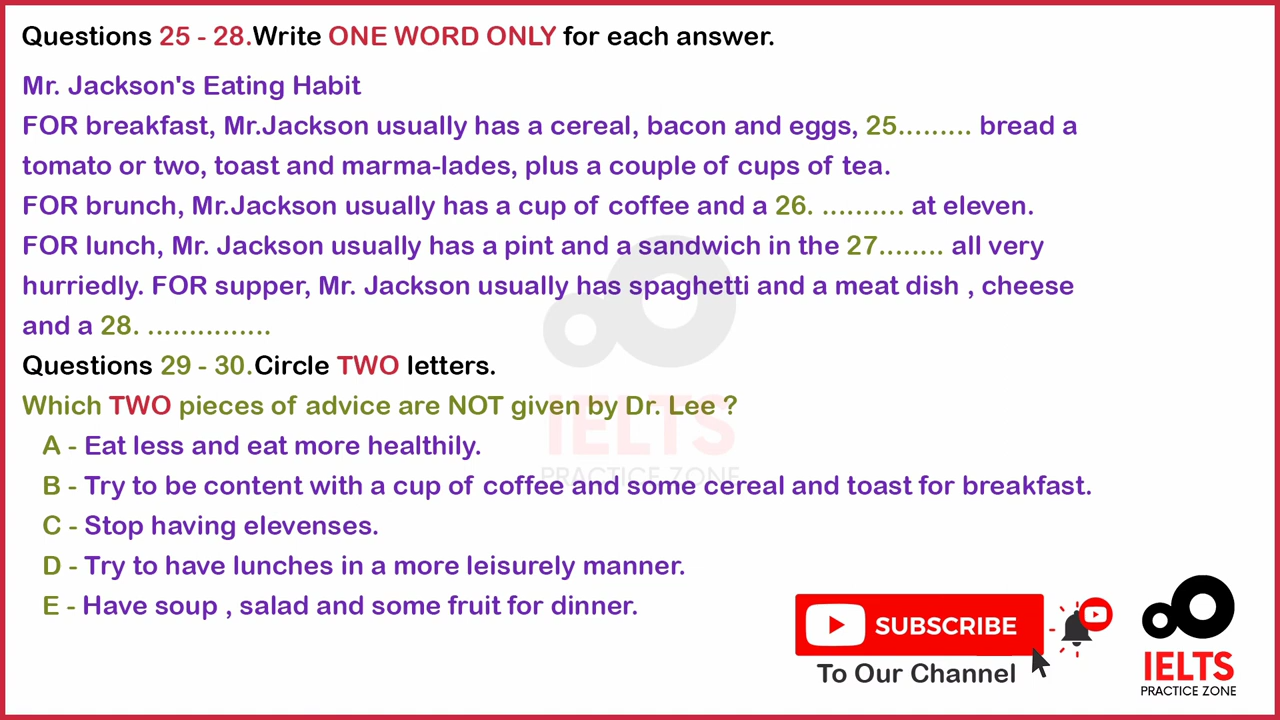 Questions 25 - 28.Write ONE WORD ONLY for each answer.
Mr. Jackson's Eating Habit
FOR breakfast, Mr.Jackson usually has a cereal, bacon and eggs, 25......... bread a
tomato or two, toast and marma-lades, plus a couple of cups of tea.
FOR brunch, Mr.Jackson usually has a cup of coffee and a 26. .......... at eleven.
FOR lunch, Mr. Jackson usually has a pint and a sandwich in the 27........ all very
hurriedly. FOR supper, Mr. Jackson usually has spaghetti and a meat dish , cheese
and a 28. ...............
Questions 29 - 30.Circle TWO letters.
Which TWO pieces of advice are NOT given by Dr. Lee ?
A - Eat less and eat more healthily.
B - Try to be content with a cup of coffee and some cereal and toast for breakfast.
C - Stop having elevenses.
D - Try to have lunches in a more leisurely manner.
E - Have soup , salad and some fruit for dinner.
IELTS
PRACTICE ZONE
SUBSCRIBE
To Our Channel
IELTS
PRACTICE ZONE